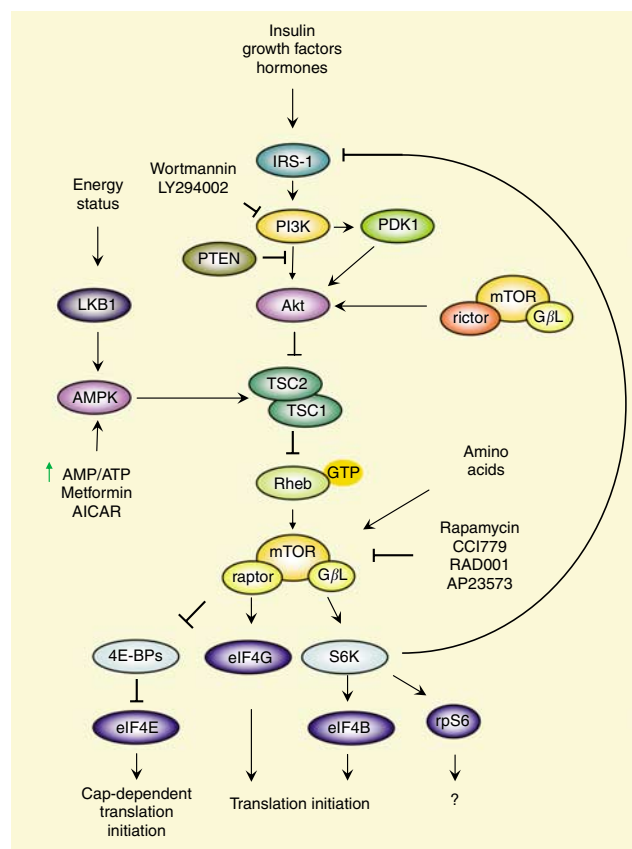 Insulin
growth factors
hormones
IRS-1
Wortmannin
LY294002
Energy
status
PI3K
PDK1
PTEN
LKB1
Akt
mTOR
rictor
GβL
AMPK
TSC2
TSC1
AMP/ATP
Metformin
AICAR
Rheb
GTP
Amino
acids
Rapamycin
CCI779
RAD001
AP23573
mTOR
raptor
GβL
4E-BPs
eIF4G
S6K
eIF4E
eIF4B
rpS6
Cap-dependent
translation
initiation
Translation initiation
?